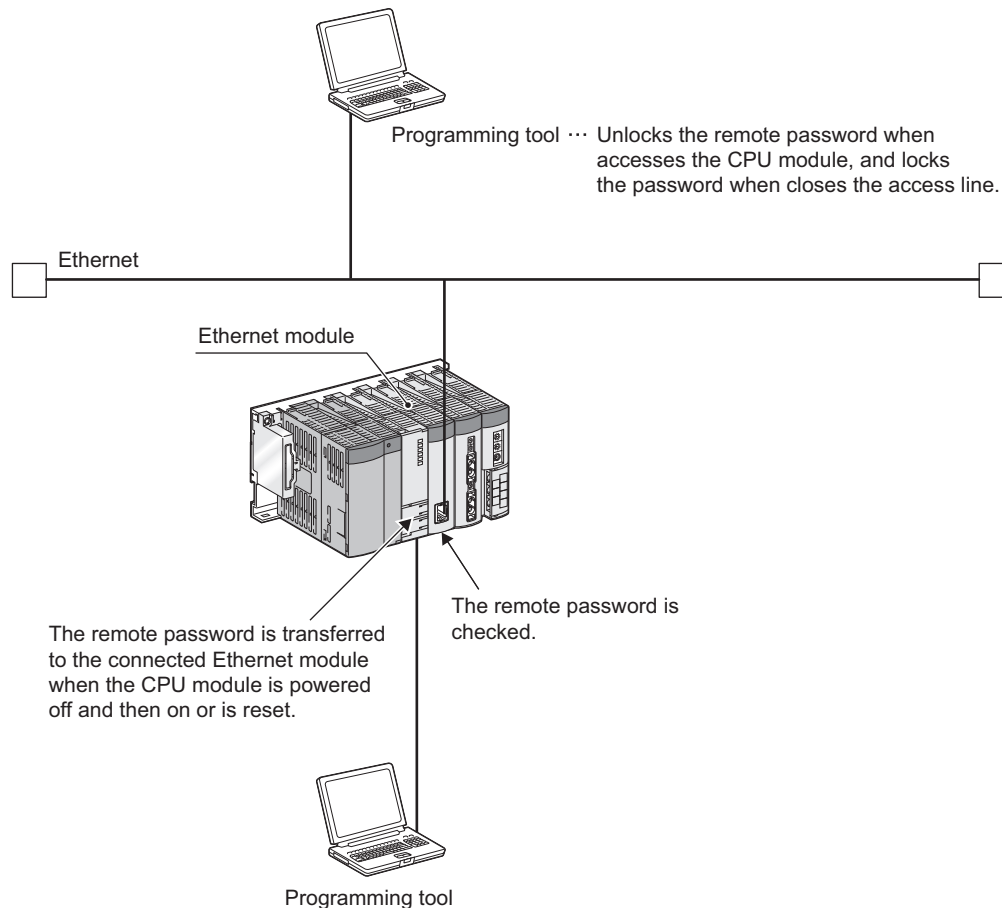 Programming tool ··· Unlocks the remote password when
accesses the CPU module, and locks
the password when closes the access line.
Ethernet
Ethernet module
The remote password is
checked.
The remote password is transferred
to the connected Ethernet module
when the CPU module is powered
off and then on or is reset.
Programming tool